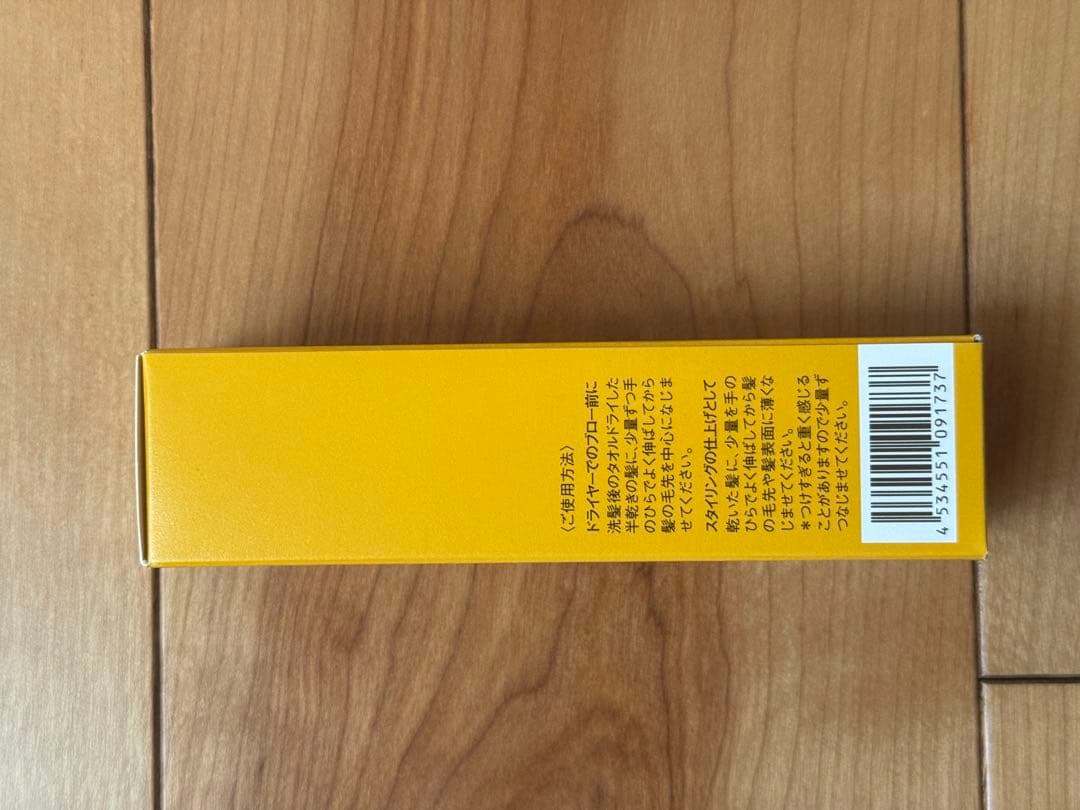 〈ご使用方法〉
ドライヤーでのブロー前に
洗髪後のタオルドライした
半乾きの髪に、少量ずつ手
のひらでよく伸ばしてから
髪の毛先を中心になじま
せてください。
スタイリングの仕上げとして
乾いた髪に、少量を手の
ひらでよく伸ばしてから髪
の毛先や髪表面に薄くな
じませてください。
＊つけすぎると重く感じる
ことがありますので少量ず
つなじませてください。
4 534551 091737